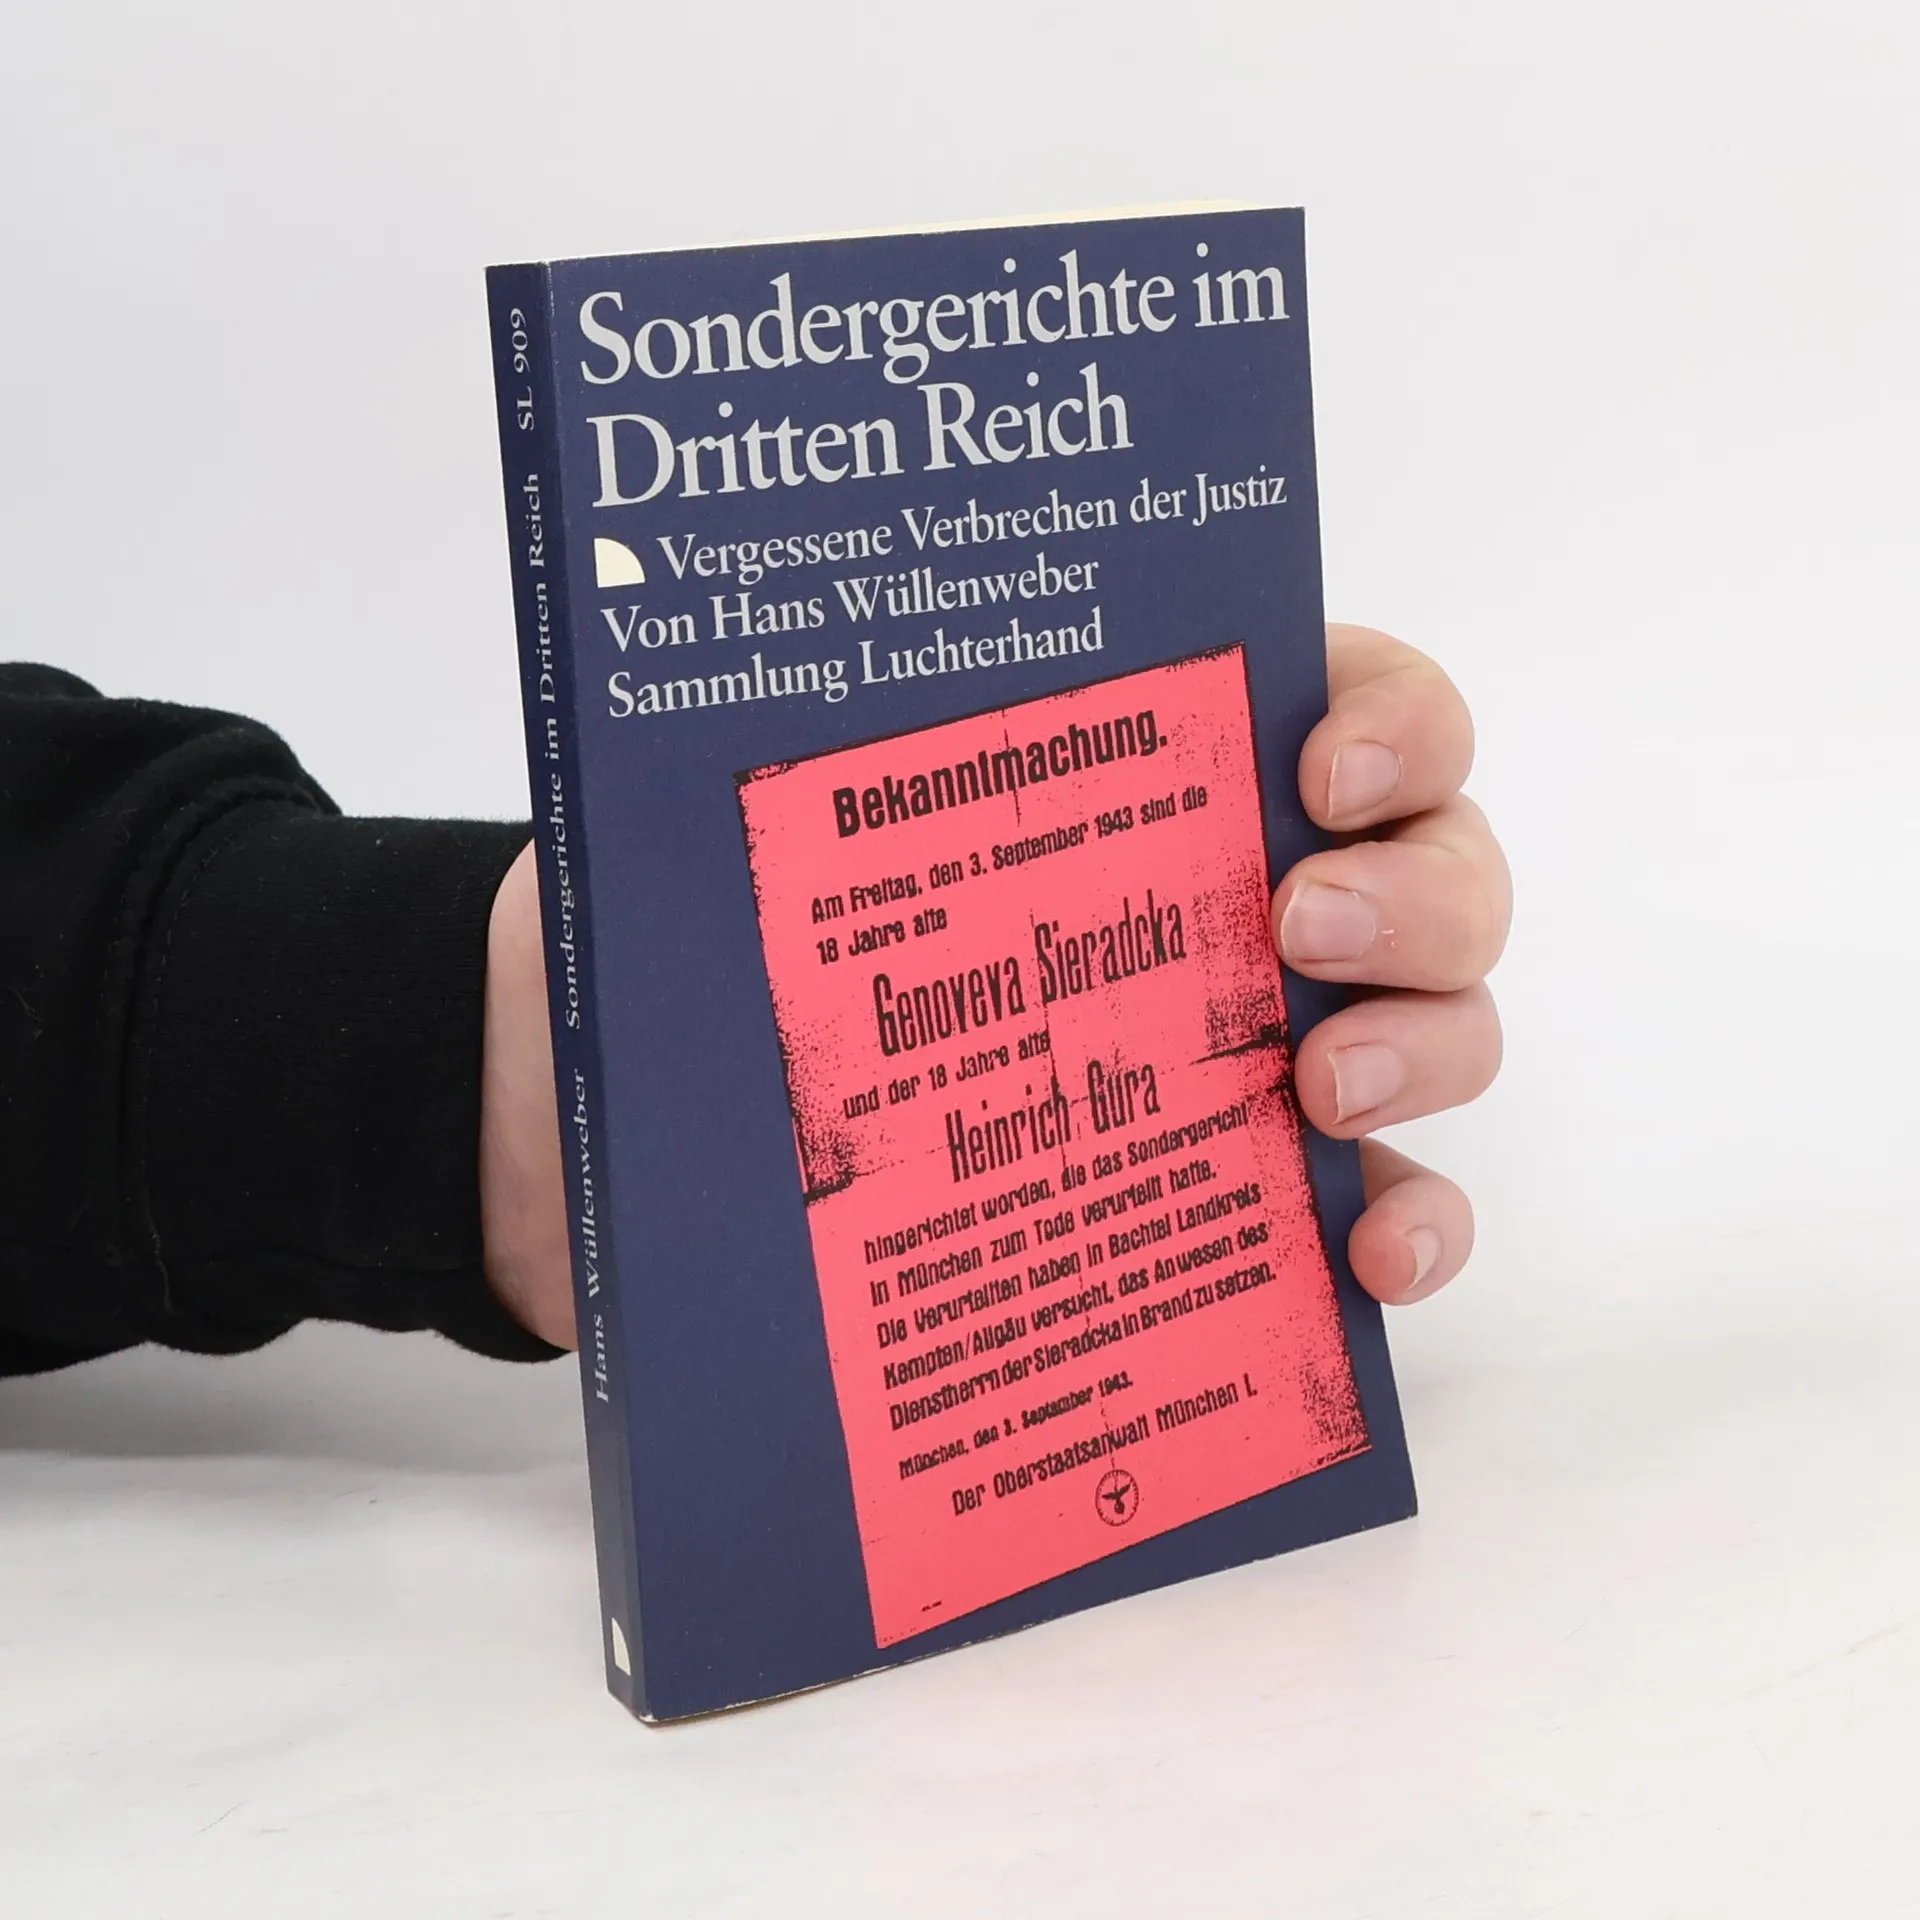 Sondergerichte im
Dritten Reich
Vergessene Verbrechen der Justiz
Von Hans Wüllenweber
Sammlung Luchterhand
Bekanntmachung.
Am Freitag, den 3. September 1943 sind die
18 Jahre alte
Genoveva Sieradcka
und der 18 Jahre alte
Heinrich Gura
hingerichtet worden, die das Sondergericht
in München zum Tode verurteilt hatte.
Die Verurteilten haben in Bachtel Landkreis
Kempten/Allgäu versucht, das Anwesen des
Dienstherrn der Sieradcka in Brand zu setzen.
München, den 3. September 1943.
Der Oberstaatsanwalt München I.
Hans Wüllenweber Sondergerichte im Dritten Reich SL 909